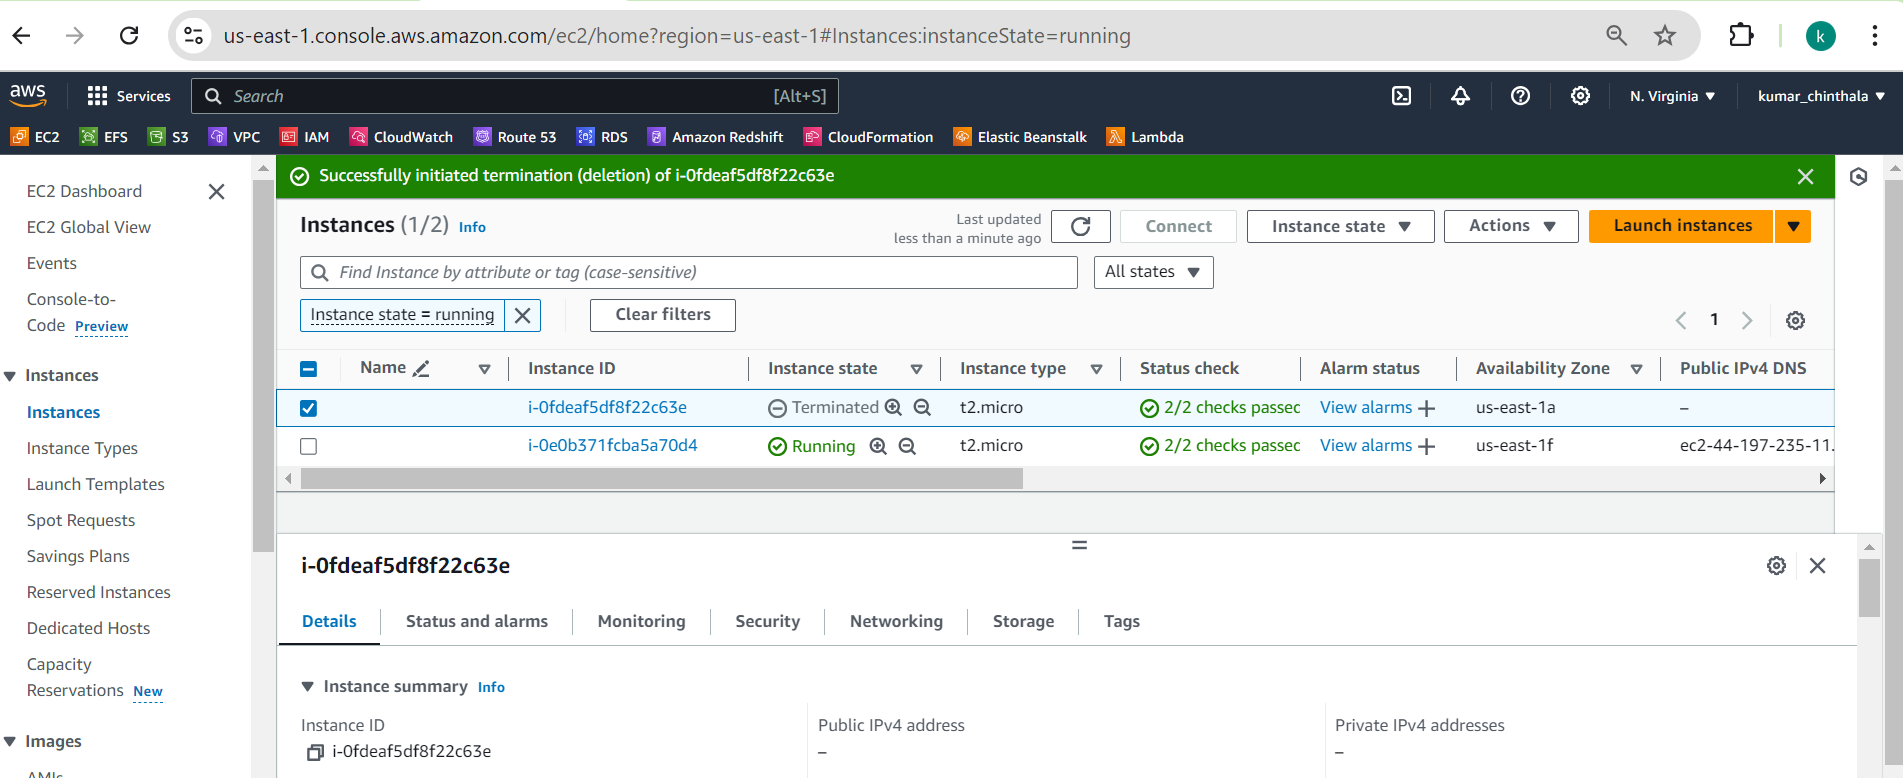 us-east-1.console.aws.amazon.com/ec2/home?region=us-east-1#Instances:instanceState=running
k
aws
Services
Search
[Alt+S]
N. Virginia
kumar_chinthala
EC2
EFS
S3
VPC
IAM
CloudWatch
Route 53
RDS
Amazon Redshift
CloudFormation
Elastic Beanstalk
Lambda
EC2 Dashboard
EC2 Global View
Events
Console-to-
Code Preview
Instances
Instances
Instance Types
Launch Templates
Spot Requests
Savings Plans
Reserved Instances
Dedicated Hosts
Capacity
Reservations New
Images
AMIs
Successfully initiated termination (deletion) of i-0fdeaf5df8f22c63e
Instances (1/2) Info
Last updated
less than a minute ago
Connect
Instance state
Actions
Launch instances
Find Instance by attribute or tag (case-sensitive)
All states
Instance state = running
Clear filters
1
Name Instance ID Instance state Instance type Status check Alarm status Availability Zone Public IPv4 DNS
i-0fdeaf5df8f22c63e Terminated t2.micro 2/2 checks passed View alarms + us-east-1a –
i-0e0b371fcba5a70d4 Running t2.micro 2/2 checks passed View alarms + us-east-1f ec2-44-197-235-11.
i-0fdeaf5df8f22c63e
Details
Status and alarms
Monitoring
Security
Networking
Storage
Tags
Instance summary Info
Instance ID
i-0fdeaf5df8f22c63e
Public IPv4 address
–
Private IPv4 addresses
–